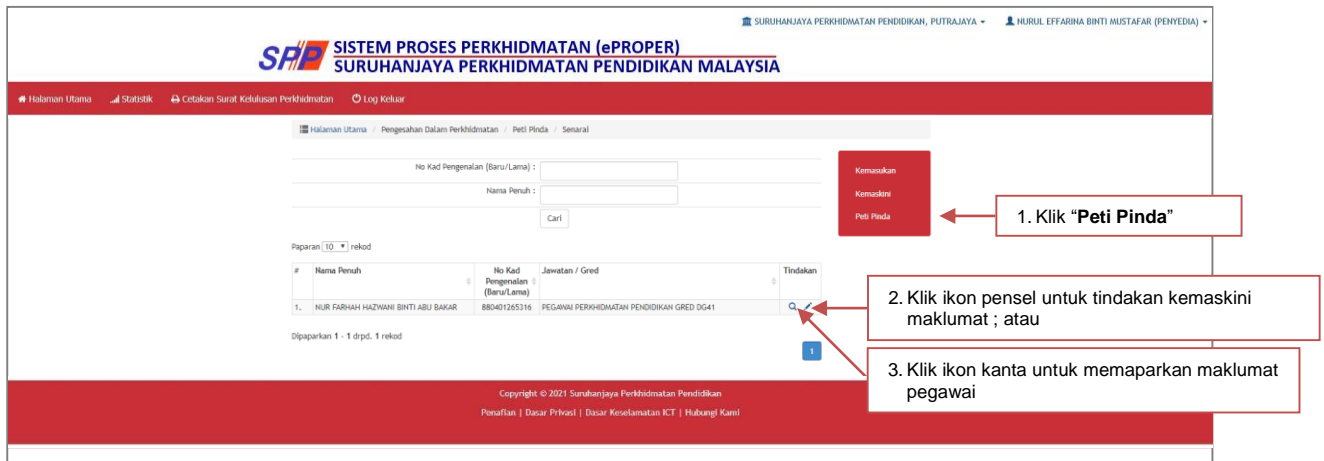 SURUHANJAYA PERKHIDMATAN PENDIDIKAN, PUTRAJAYA
NURUL EFFARINA BINTI MUSTAFAR (PENYEDIA)
SPP
SISTEM PROSES PERKHIDMATAN (ePROPER)
SURUHANJAYA PERKHIDMATAN PENDIDIKAN MALAYSIA
Halaman Utama Statistik Cetakan Surat Kelulusan Perkhidmatan Log Keluar
Halaman Utama / Pengesahan Dalam Perkhidmatan / Peti Pinda / Senarai
No Kad Pengenalan (Baru/Lama) :
Nama Penuh :
Cari
Kemasukan
Kemaskini
Peti Pinda
1. Klik “Peti Pinda”
Paparan 10 rekod
# Nama Penuh No Kad Pengenalan (Baru/Lama) Jawatan / Gred Tindakan
1. NUR FARHAH HAZWANI BINTI ABU BAKAR 880401265316 PEGAWAI PERKHIDMATAN PENDIDIKAN GRED DG41
2. Klik ikon pensel untuk tindakan kemaskini
maklumat ; atau
Dipaparkan 1 - 1 drpd. 1 rekod
1
3. Klik ikon kanta untuk memaparkan maklumat
pegawai
Copyright © 2021 Suruhanjaya Perkhidmatan Pendidikan
Penafian | Dasar Privasi | Dasar Keselamatan ICT | Hubungi Kami